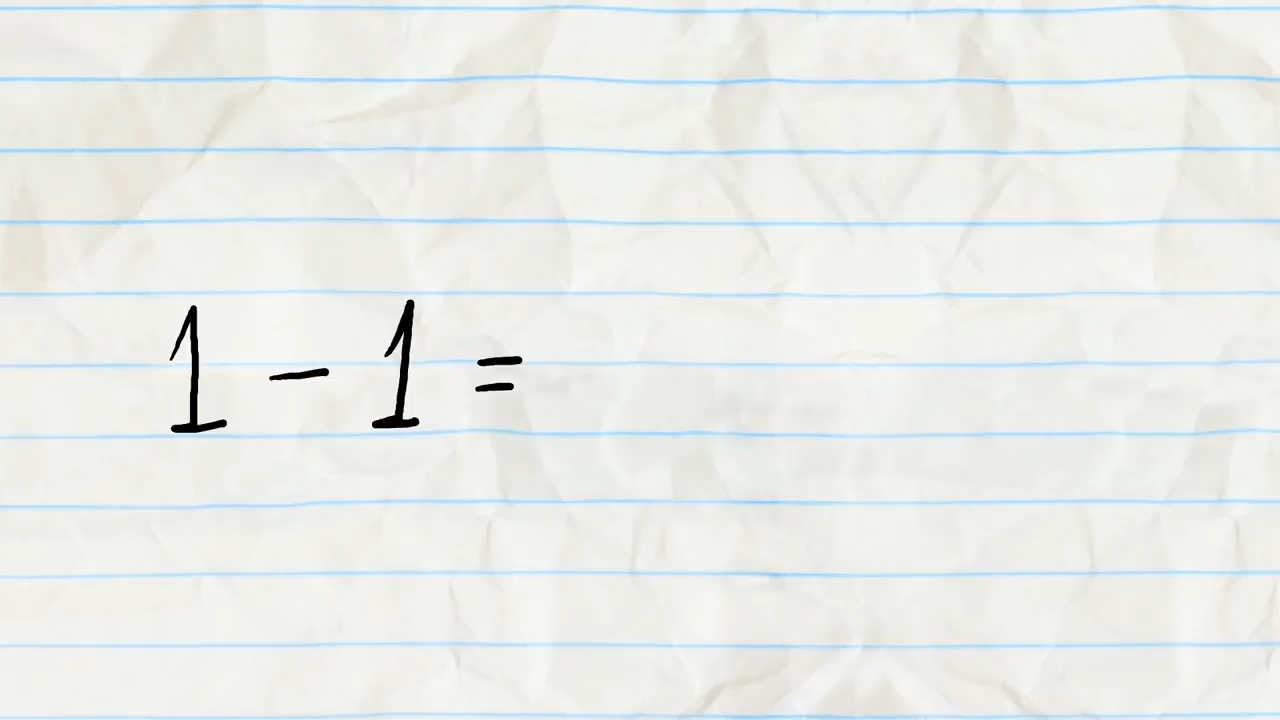 1 - 1 =